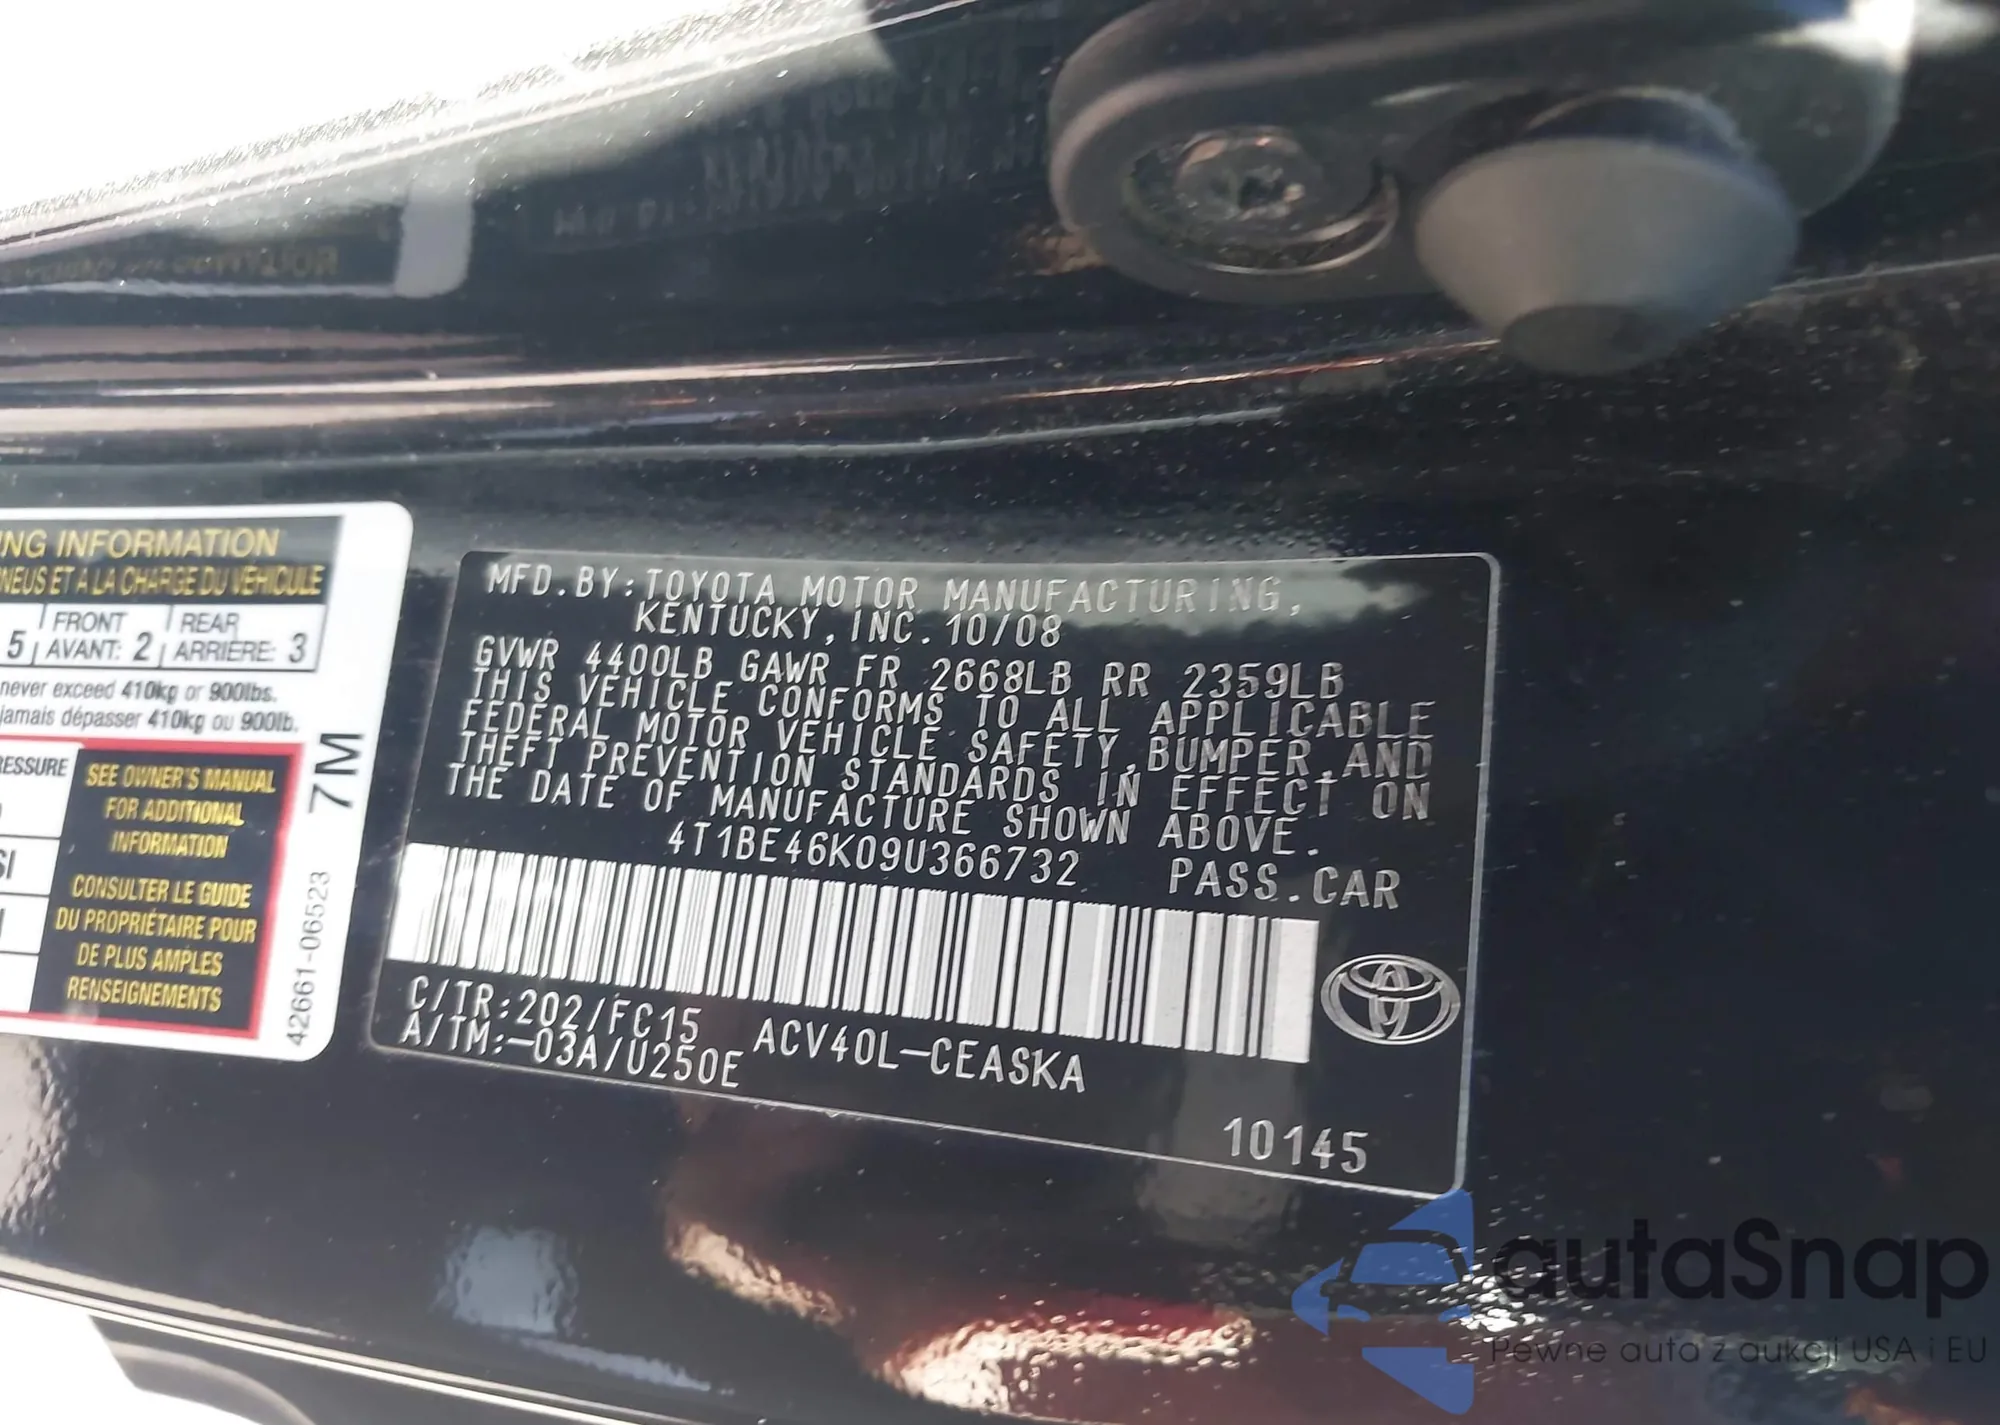 NG INFORMATION
NEUS ET À LA CHARGE DU VÉHICULE
5 FRONT AVANT: 2 REAR ARRIÈRE: 3
never exceed 410kg or 900lbs.
jamais dépasser 410kg ou 900lb.
SEE OWNER'S MANUAL
FOR ADDITIONAL
INFORMATION
CONSULTER LE GUIDE
DU PROPRIÉTAIRE POUR
DE PLUS AMPLES
RENSEIGNEMENTS
7M
42661-06523
MFD.BY:TOYOTA MOTOR MANUFACTURING,
KENTUCKY,INC. 10/08
GVWR 4400LB GAWR FR 2668LB RR 2359LB
THIS VEHICLE CONFORMS TO ALL APPLICABLE
FEDERAL MOTOR VEHICLE SAFETY,BUMPER,AND
THEFT PREVENTION STANDARDS IN EFFECT ON
THE DATE OF MANUFACTURE SHOWN ABOVE.
4T1BE46K09U366732 PASS.CAR
C/TR:202/FC15 ACV40L-CEASKA
A/TM:-03A/U250E
10145
autaSnap
Pewne auta z aukcji USA i EU